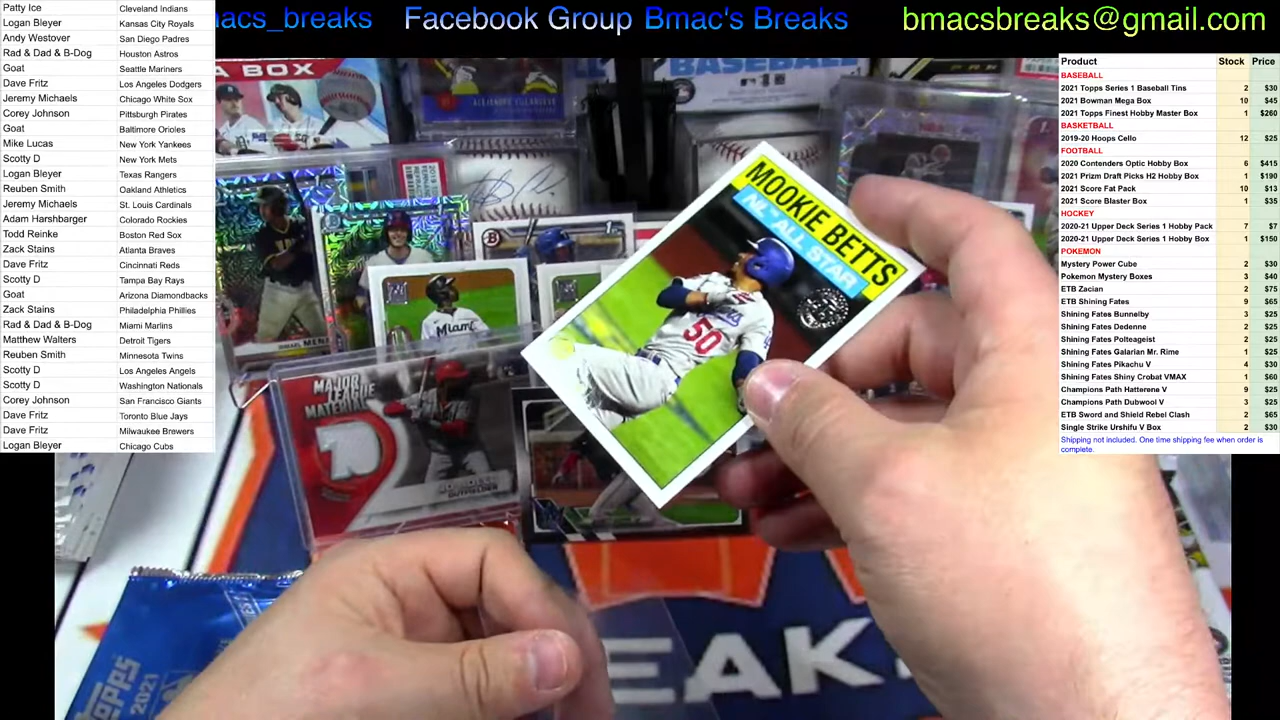 macs_breaks Facebook Group Bmac's Breaks bmacsbreaks@gmail.com
Patty Ice Cleveland Indians
Logan Bleyer Kansas City Royals
Andy Westover San Diego Padres
Rad & Dad & B-Dog Houston Astros
Goat Seattle Mariners
Dave Fritz Los Angeles Dodgers
Jeremy Michaels Chicago White Sox
Corey Johnson Pittsburgh Pirates
Goat Baltimore Orioles
Mike Lucas New York Yankees
Scotty D New York Mets
Logan Bleyer Texas Rangers
Reuben Smith Oakland Athletics
Jeremy Michaels St. Louis Cardinals
Adam Harshbarger Colorado Rockies
Todd Reinke Boston Red Sox
Zack Stains Atlanta Braves
Dave Fritz Cincinnati Reds
Scotty D Tampa Bay Rays
Goat Arizona Diamondbacks
Zack Stains Philadelphia Phillies
Rad & Dad & B-Dog Miami Marlins
Matthew Walters Detroit Tigers
Reuben Smith Minnesota Twins
Scotty D Los Angeles Angels
Scotty D Washington Nationals
Corey Johnson San Francisco Giants
Dave Fritz Toronto Blue Jays
Dave Fritz Milwaukee Brewers
Logan Bleyer Chicago Cubs
A BOX
BASEBALL
MOOKIE BETTS
NL ALL STAR
50
Miami
MAJOR
LEAGUE
MATERIAL
OUTFIELDER
TOPPS
2021
EAK
Product Stock Price
BASEBALL
2021 Topps Series 1 Baseball Tins 2 $30
2021 Bowman Mega Box 10 $45
2021 Topps Finest Hobby Master Box 1 $260
BASKETBALL
2019-20 Hoops Cello 12 $25
FOOTBALL
2020 Contenders Optic Hobby Box 6 $415
2021 Prizm Draft Picks H2 Hobby Box 1 $190
2021 Score Fat Pack 10 $13
2021 Score Blaster Box 1 $35
HOCKEY
2020-21 Upper Deck Series 1 Hobby Pack 7 $7
2020-21 Upper Deck Series 1 Hobby Box 1 $150
POKEMON
Mystery Power Cube 2 $30
Pokemon Mystery Boxes 3 $40
ETB Zacian 2 $75
ETB Shining Fates 9 $65
Shining Fates Bunnelby 3 $25
Shining Fates Dedenne 2 $25
Shining Fates Polteageist 2 $25
Shining Fates Galarian Mr. Rime 1 $25
Shining Fates Pikachu V 4 $30
Shining Fates Shiny Crobat VMAX 1 $60
Champions Path Hatterene V 9 $25
Champions Path Dubwool V 3 $25
ETB Sword and Shield Rebel Clash 2 $65
Single Strike Urshifu V Box 2 $30
Shipping not included. One time shipping fee when order is
complete.